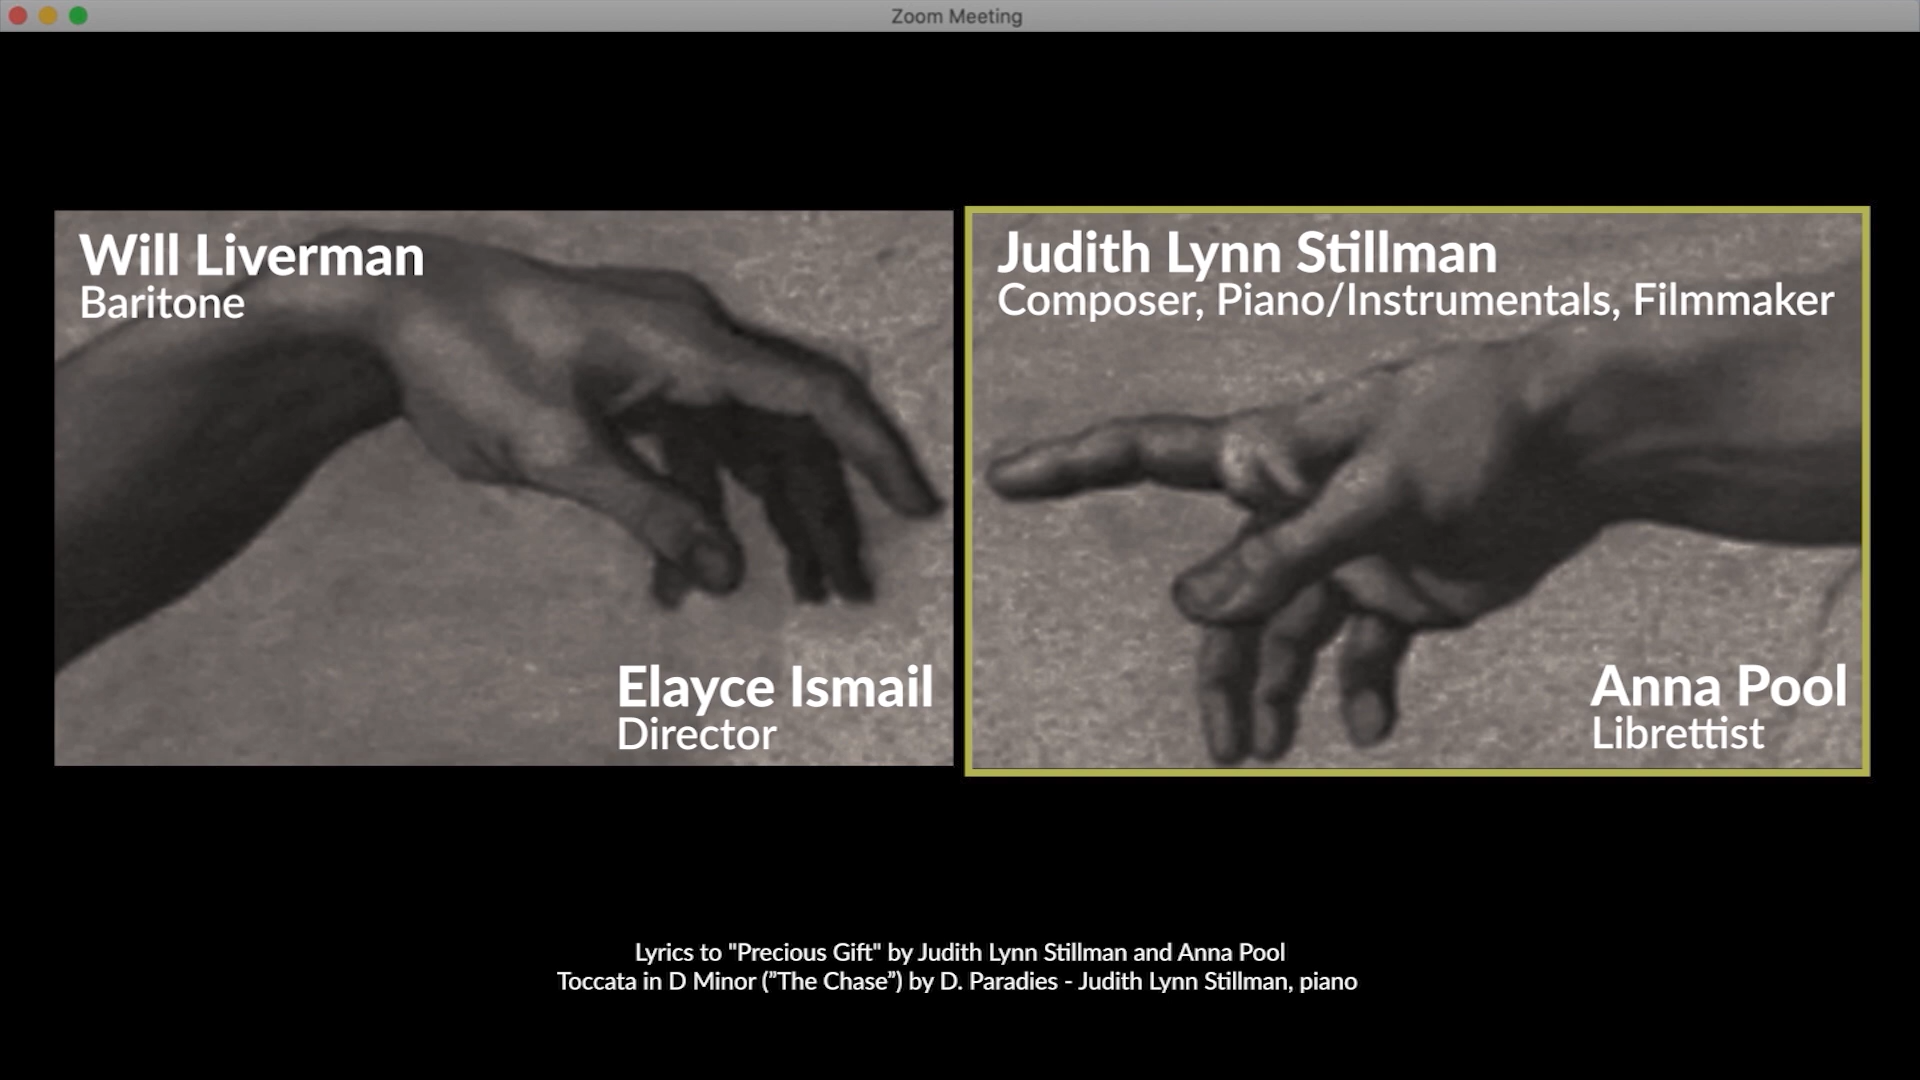 Zoom Meeting
Will Liverman
Baritone
Elayce Ismail
Director
Judith Lynn Stillman
Composer, Piano/Instrumentals, Filmmaker
Anna Pool
Librettist
Lyrics to "Precious Gift" by Judith Lynn Stillman and Anna Pool
Toccata in D Minor (”The Chase”) by D. Paradies - Judith Lynn Stillman, piano